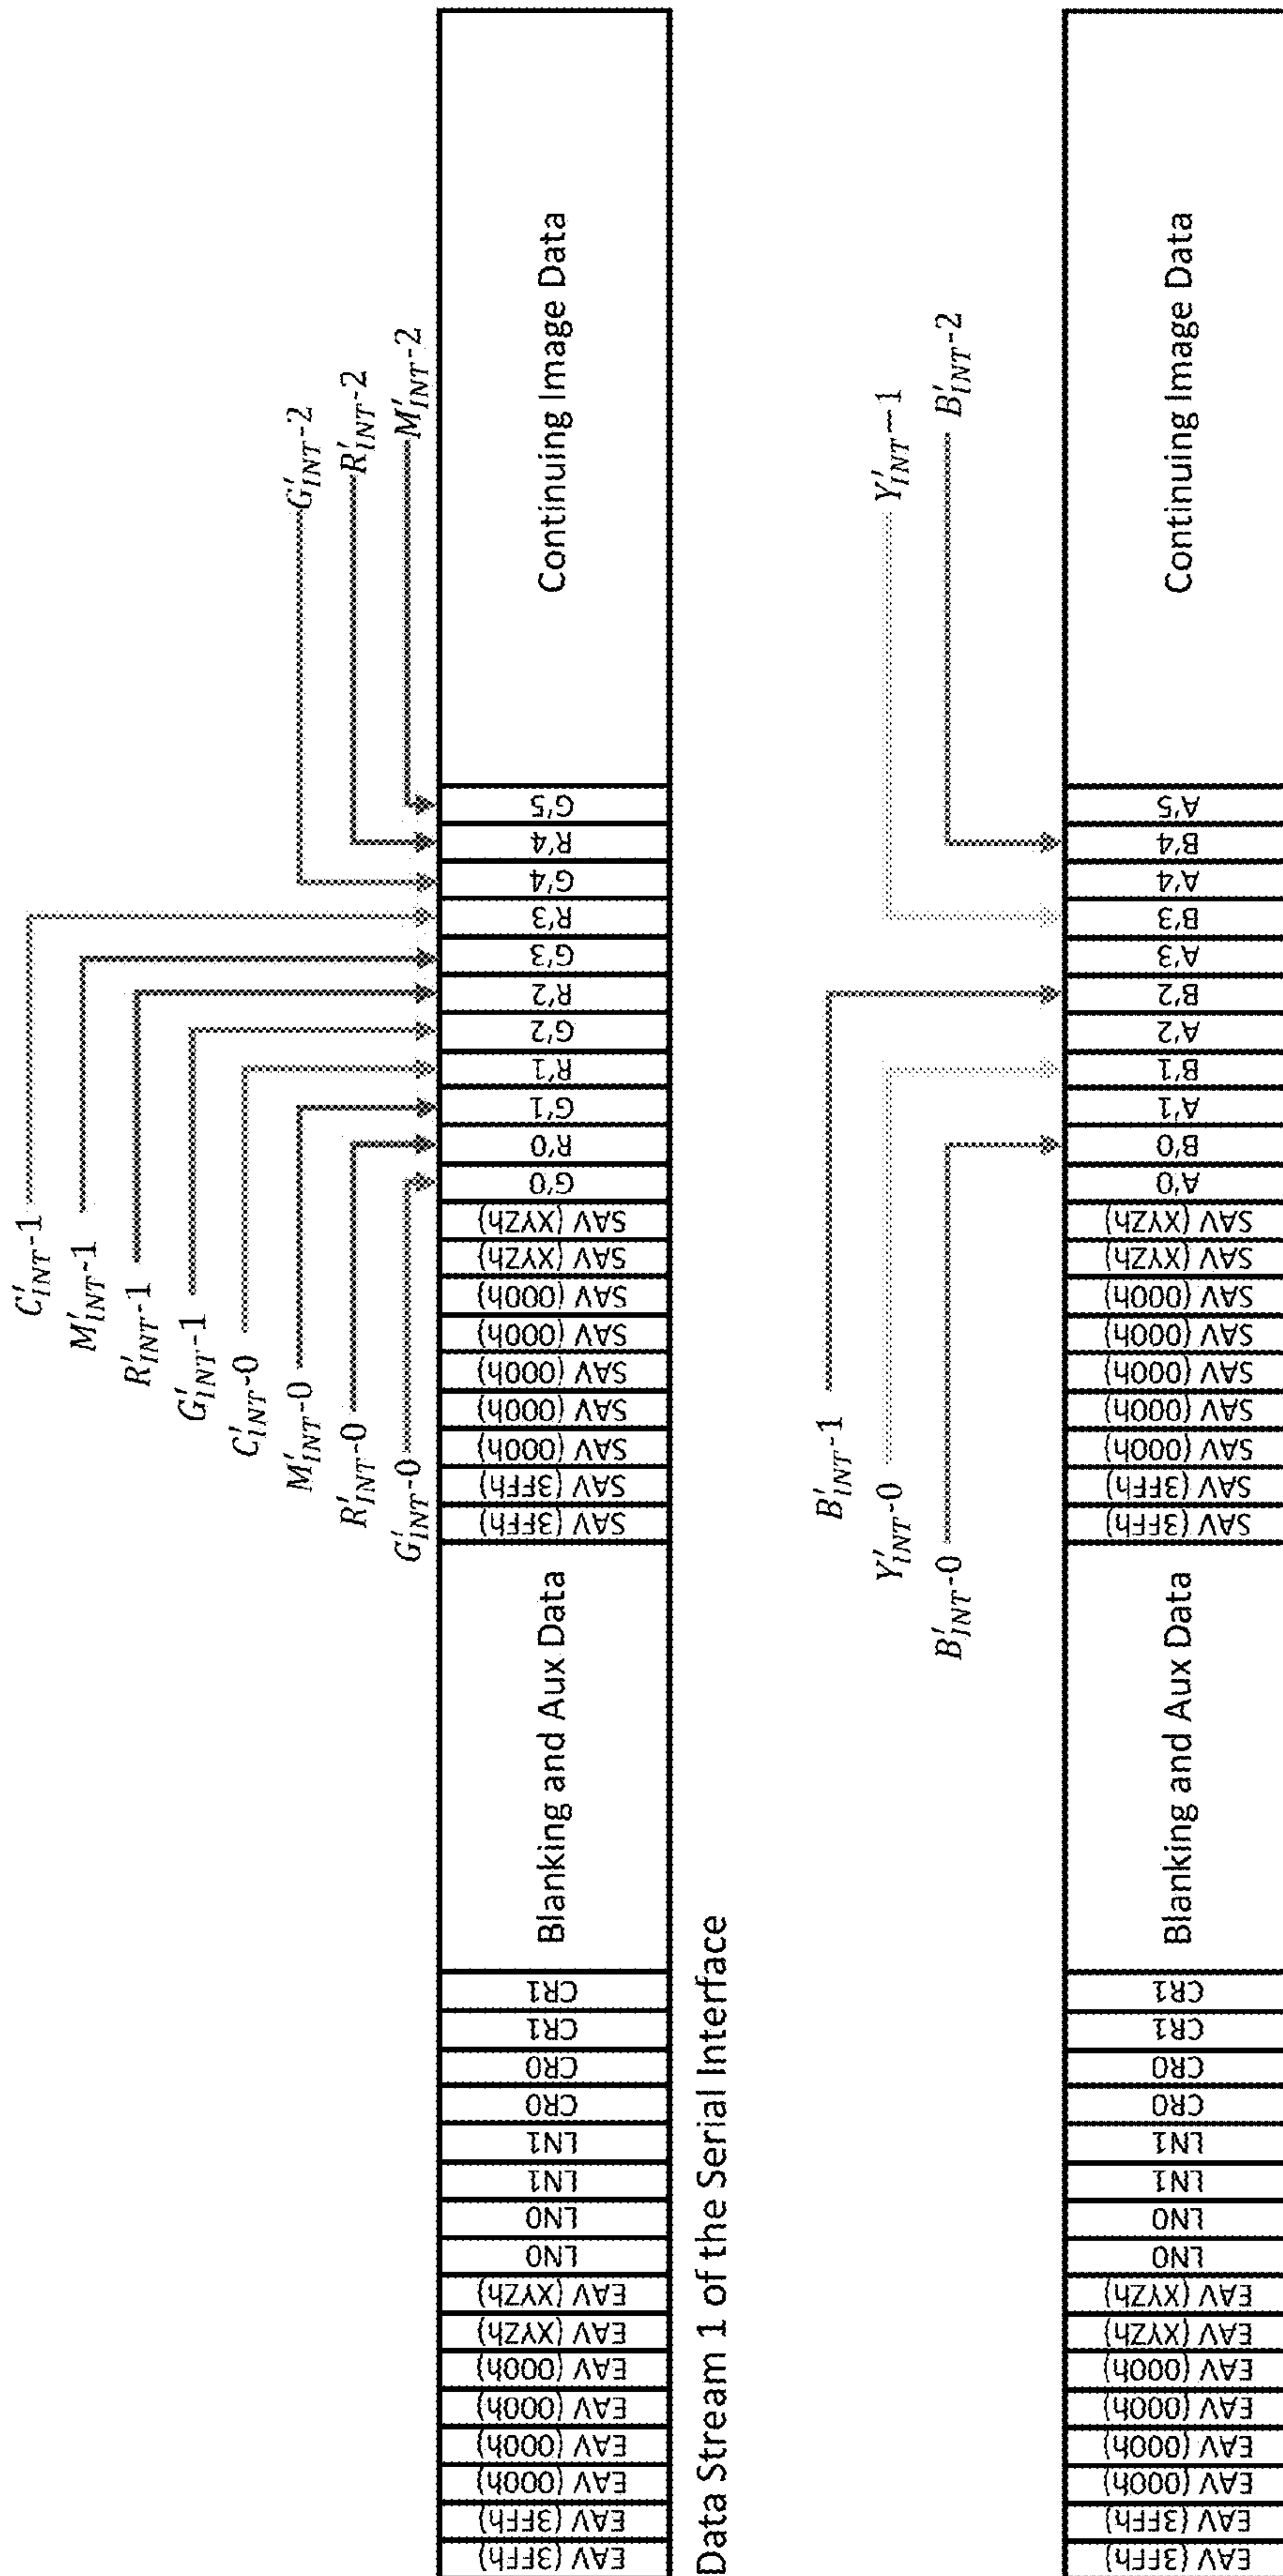 C'INT-1
M'INT-1
R'INT-1
G'INT-1
C'INT-0
M'INT-0
G'INT-2
R'INT-0
R'INT-2
G'INT-0
M'INT-2
EAV (3FFh)
EAV (3FFh)
EAV (000h)
EAV (000h)
EAV (000h)
EAV (000h)
EAV (XYZh)
EAV (XYZh)
LN0
LN0
LN1
LN1
CR0
CR0
CR1
CR1
Blanking and Aux Data
SAV (3FFh)
SAV (3FFh)
SAV (000h)
SAV (000h)
SAV (000h)
SAV (000h)
SAV (000h)
SAV (XYZh)
SAV (XYZh)
G'0
R'0
G'1
R'1
G'2
R'2
G'3
R'3
G'4
R'4
G'5
Continuing Image Data
Data Stream 1 of the Serial Interface
B'INT-1
Y'INT-0
Y'INT—1
B'INT-0
B'INT-2
EAV (3FFh)
EAV (3FFh)
EAV (000h)
EAV (000h)
EAV (000h)
EAV (000h)
EAV (XYZh)
EAV (XYZh)
LN0
LN0
LN1
LN1
CR0
CR0
CR1
CR1
Blanking and Aux Data
SAV (3FFh)
SAV (3FFh)
SAV (000h)
SAV (000h)
SAV (000h)
SAV (000h)
SAV (000h)
SAV (XYZh)
SAV (XYZh)
A'0
B'0
A'1
B'1
A'2
B'2
A'3
B'3
A'4
B'4
A'5
Continuing Image Data